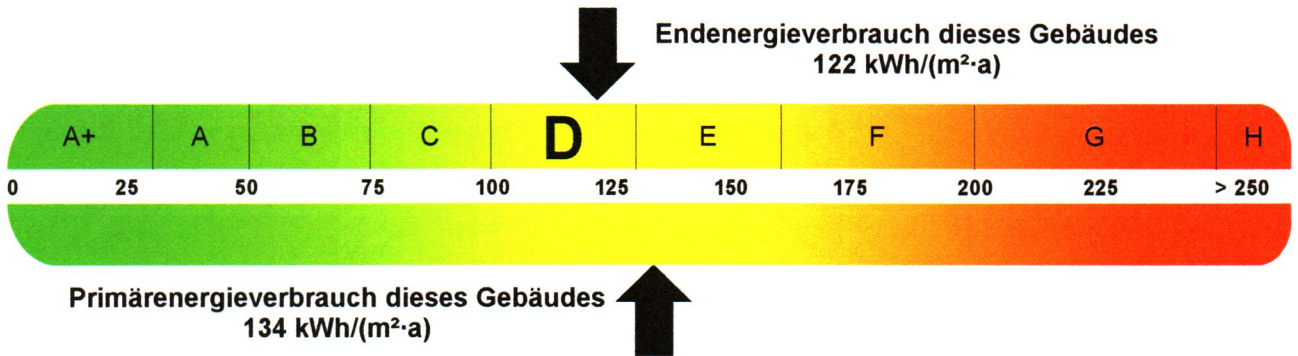 Endenergieverbrauch dieses Gebäudes
122 kWh/(m²·a)
A+ A B C D E F G H
0 25 50 75 100 125 150 175 200 225 > 250
Primärenergieverbrauch dieses Gebäudes
134 kWh/(m²·a)